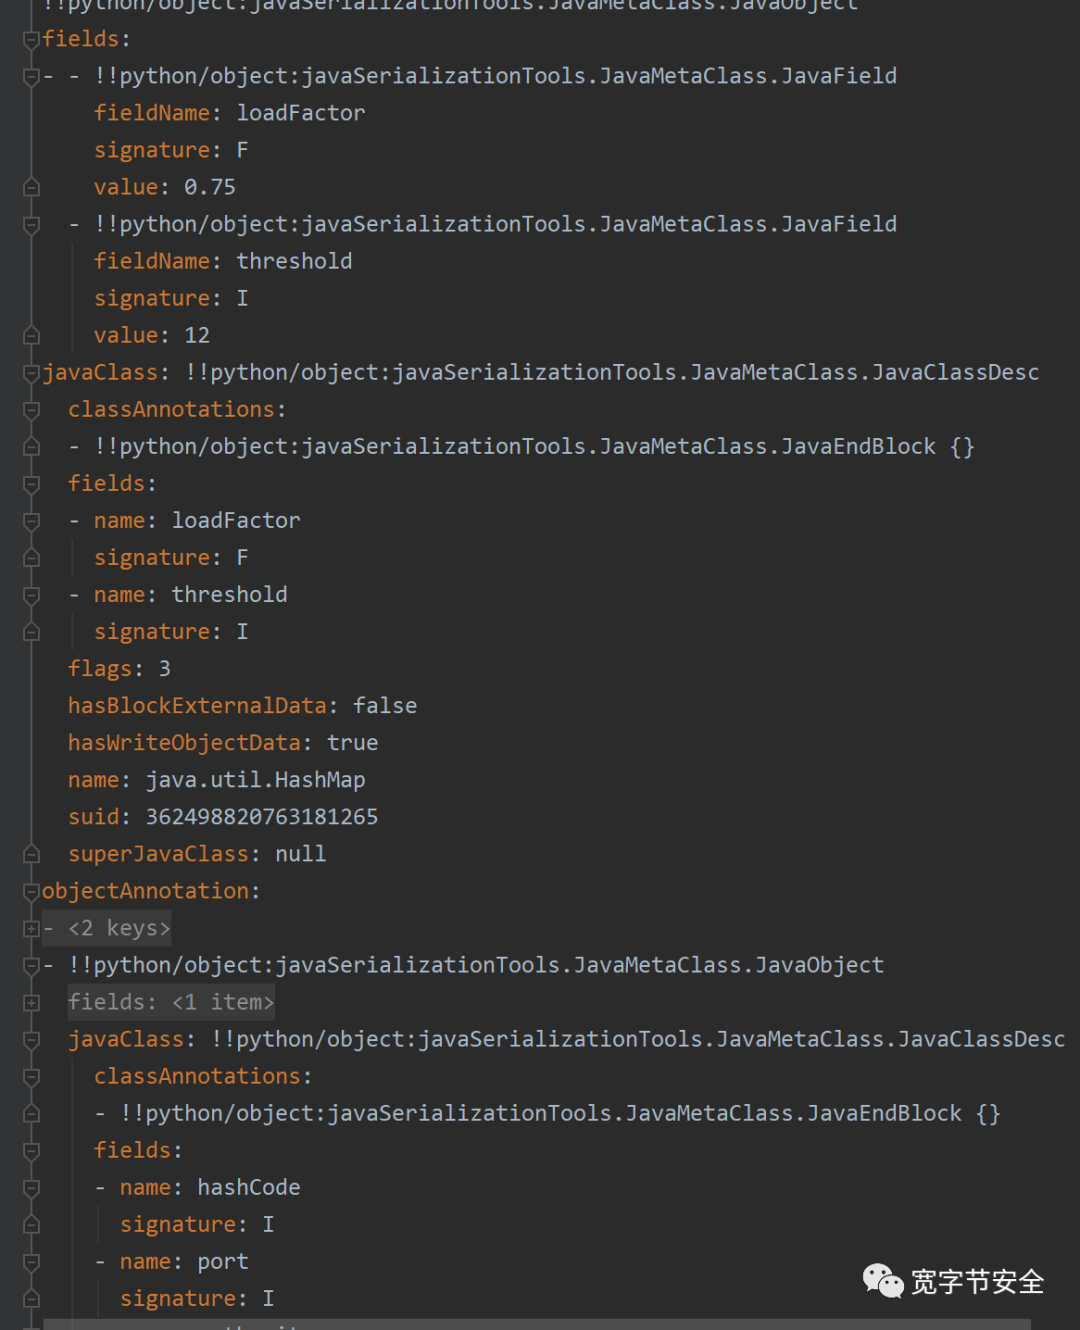 !!python/object:javaSerializationTools.JavaMetaClass.JavaObject
fields:
- - !!python/object:javaSerializationTools.JavaMetaClass.JavaField
fieldName: loadFactor
signature: F
value: 0.75
- !!python/object:javaSerializationTools.JavaMetaClass.JavaField
fieldName: threshold
signature: I
value: 12
javaClass: !!python/object:javaSerializationTools.JavaMetaClass.JavaClassDesc
classAnnotations:
- !!python/object:javaSerializationTools.JavaMetaClass.JavaEndBlock {}
fields:
- name: loadFactor
signature: F
- name: threshold
signature: I
flags: 3
hasBlockExternalData: false
hasWriteObjectData: true
name: java.util.HashMap
suid: 362498820763181265
superJavaClass: null
objectAnnotation:
- <2 keys>
- !!python/object:javaSerializationTools.JavaMetaClass.JavaObject
fields: <1 item>
javaClass: !!python/object:javaSerializationTools.JavaMetaClass.JavaClassDesc
classAnnotations:
- !!python/object:javaSerializationTools.JavaMetaClass.JavaEndBlock {}
fields:
- name: hashCode
signature: I
- name: port
signature: I
宽字节安全